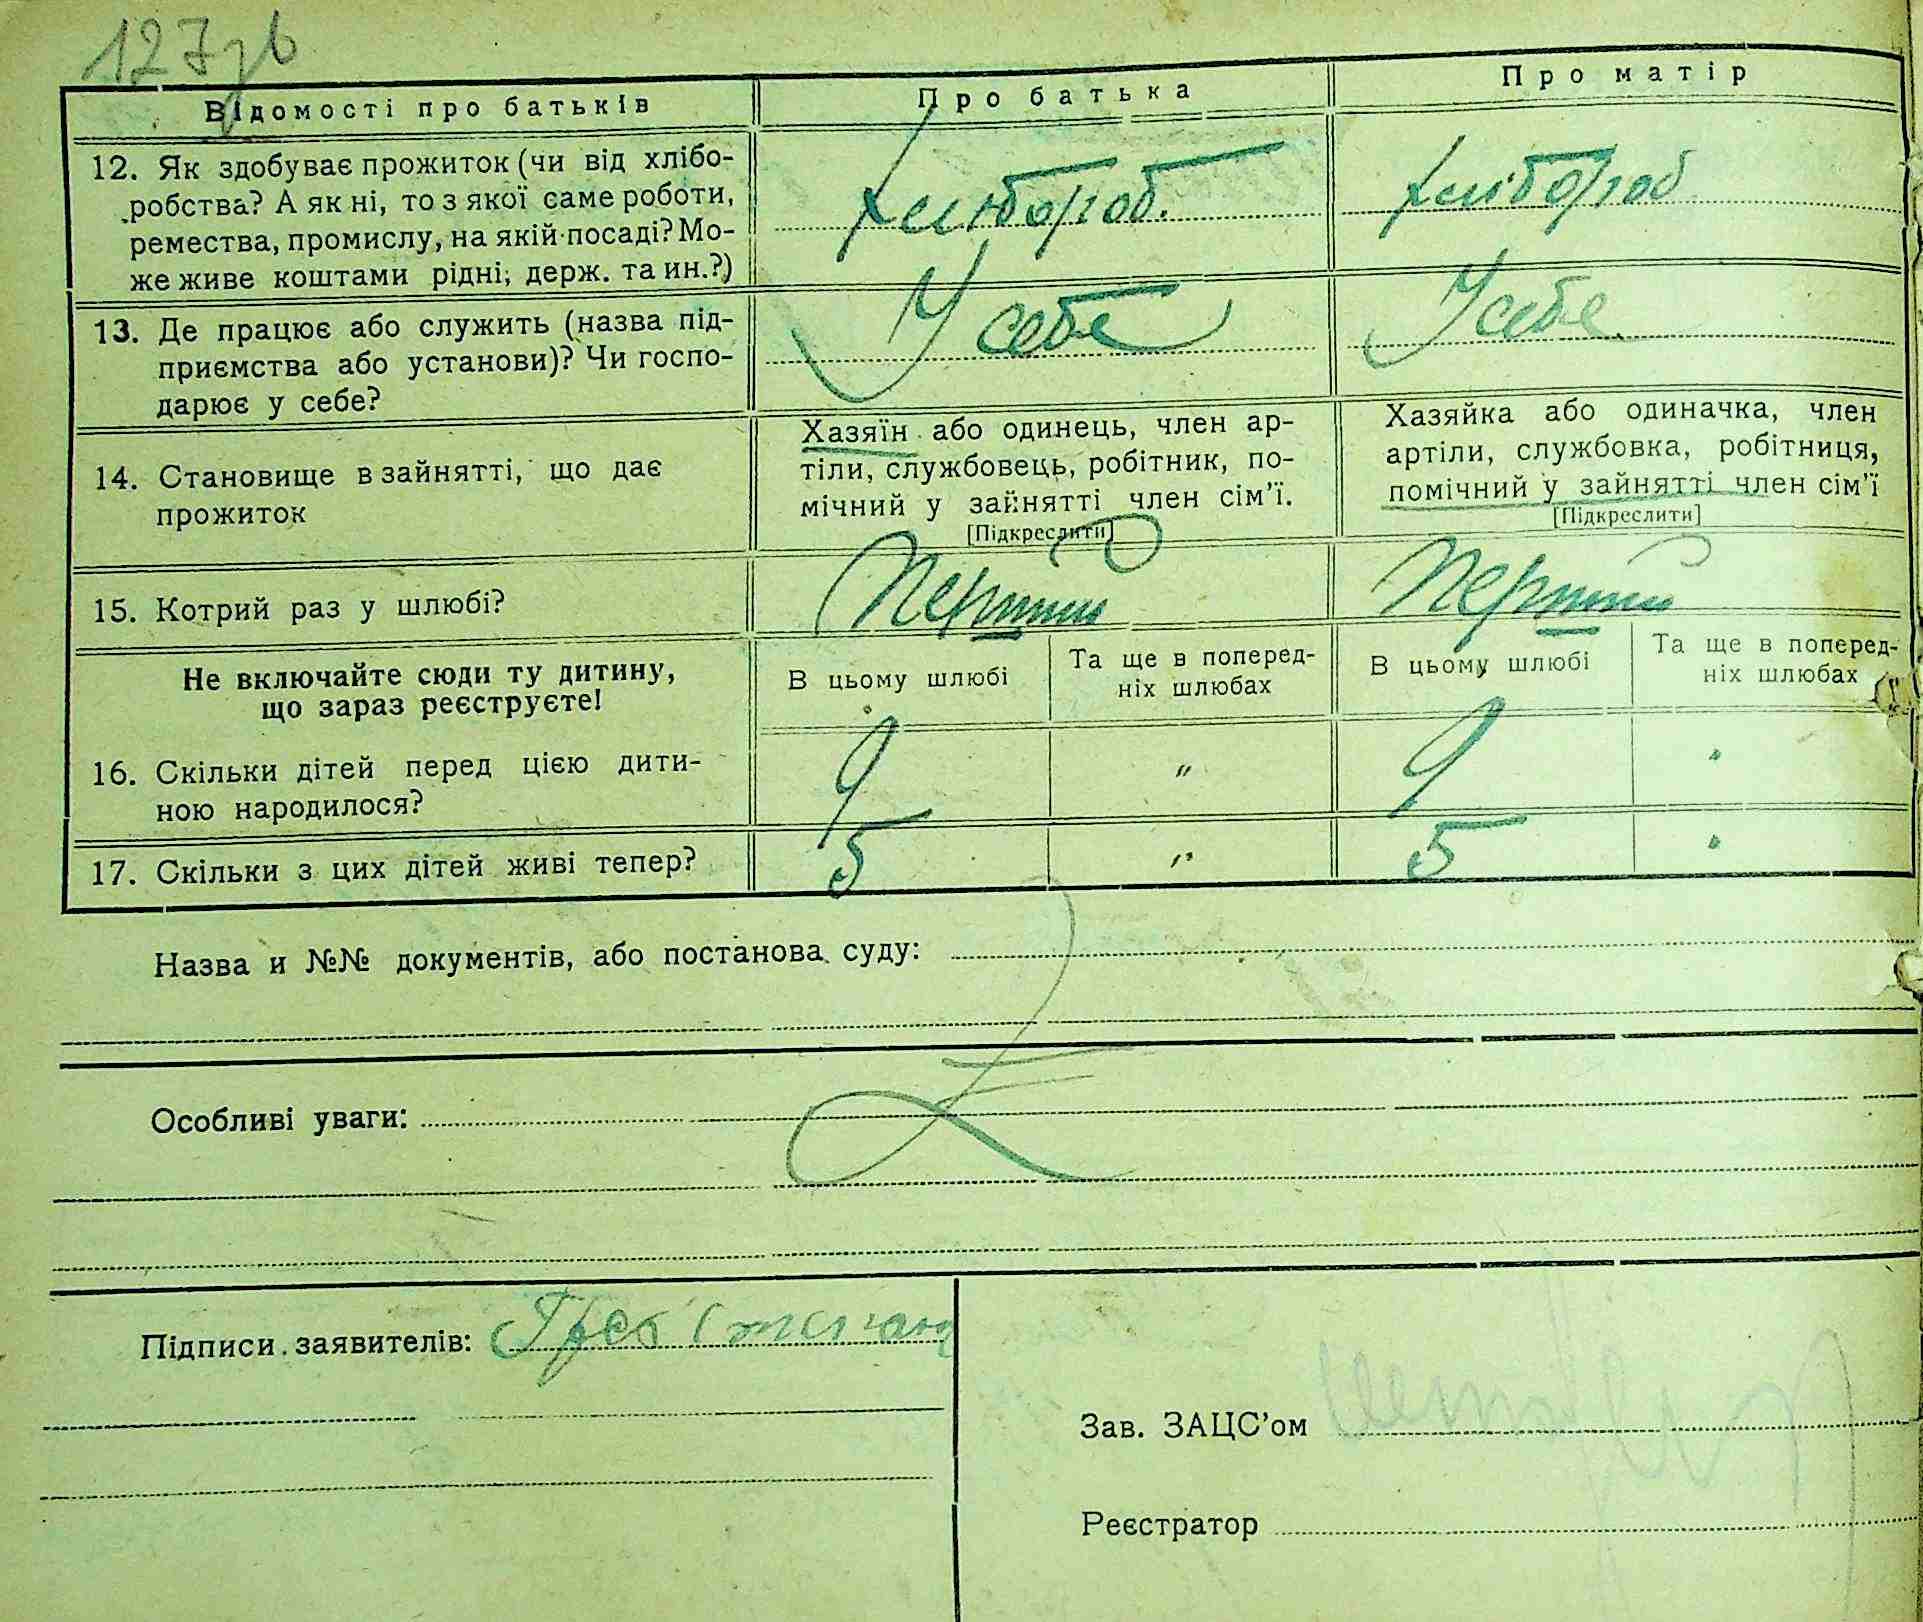 127зв
Відомості про батьків
Про батька
Про матір
12. Як здобуває прожиток (чи від хлібо-
робства? А як ні, то з якої саме роботи,
ремества, промислу, на якій посаді? Мо-
же живе коштами рідні, держ. та ин.?)
хлібороб.
хлібороб
13. Де працює або служить (назва під-
приємства або установи)? Чи госпо-
дарює у себе?
У себе
У себе
14. Становище в зайнятті, що дає
прожиток
Хазяїн або одинець, член ар-
тіли, службовець, робітник, по-
мічний у зайнятті член сім'ї.
[Підкреслити]
Хазяйка або одиначка, член
артіли, службовка, робітниця,
помічний у зайнятті член сім'ї
[Підкреслити]
15. Котрий раз у шлюбі?
Перший
Перший
Не включайте сюди ту дитину,
що зараз реєструєте!
В цьому шлюбі
Та ще в поперед-
ніх шлюбах
В цьому шлюбі
Та ще в поперед-
ніх шлюбах
16. Скільки дітей перед цією дити-
ною народилося?
9
"
9
"
17. Скільки з цих дітей живі тепер?
5
"
5
"
Назва и №№ документів, або постанова суду:
Особливі уваги:
Підписи заявителів:
Зав. ЗАЦС'ом
Реєстратор